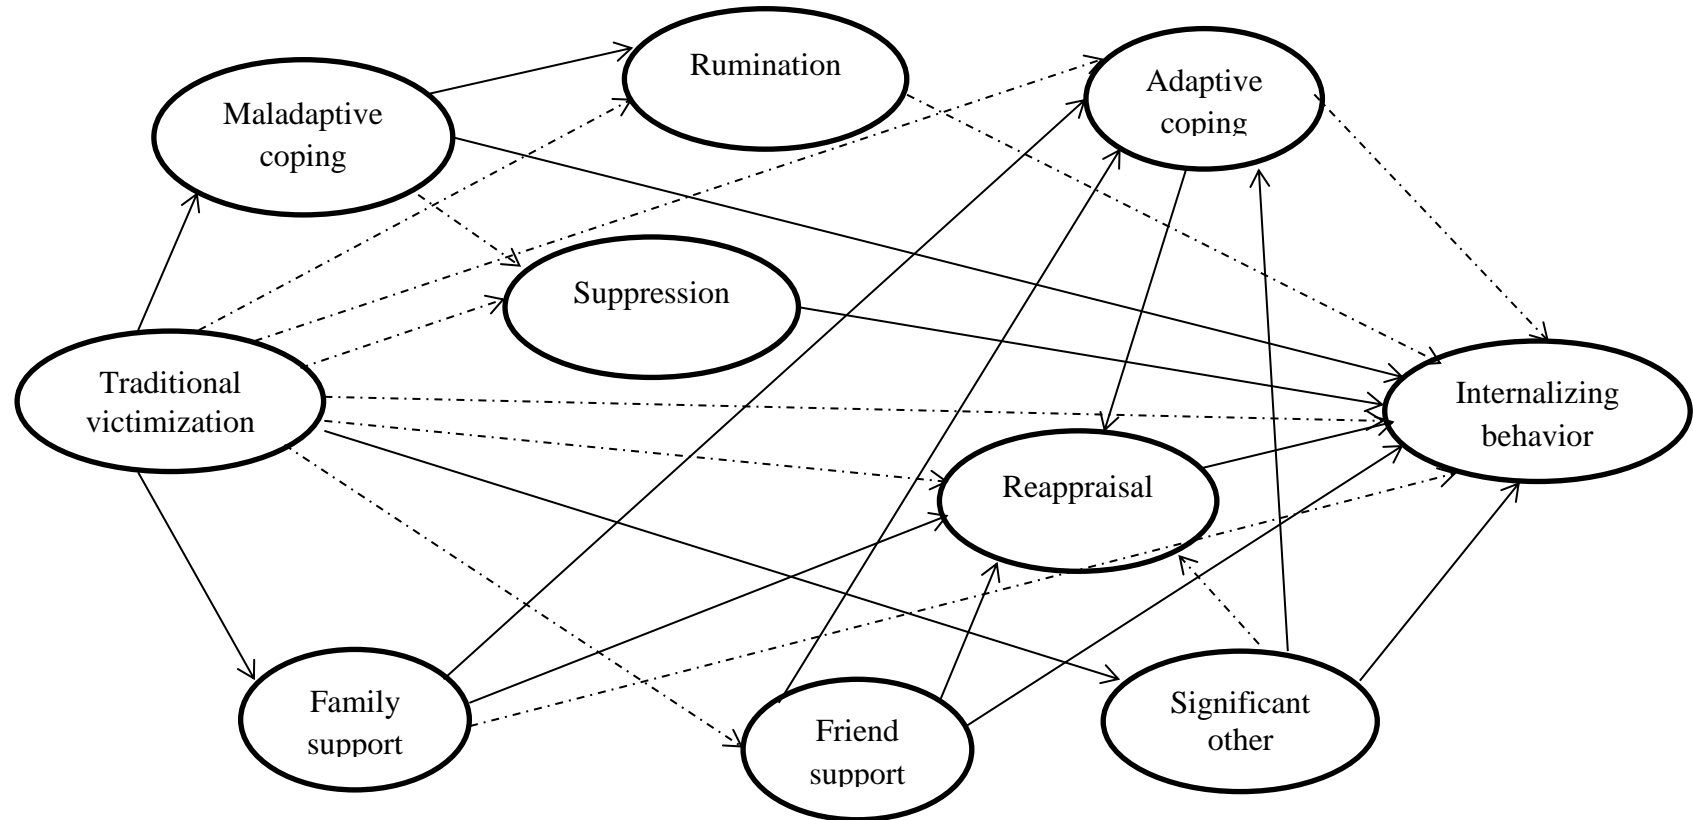 Rumination
Adaptive
coping
Maladaptive
coping
Suppression
Traditional
victimization
Internalizing
behavior
Reappraisal
Family
support
Friend
support
Significant
other